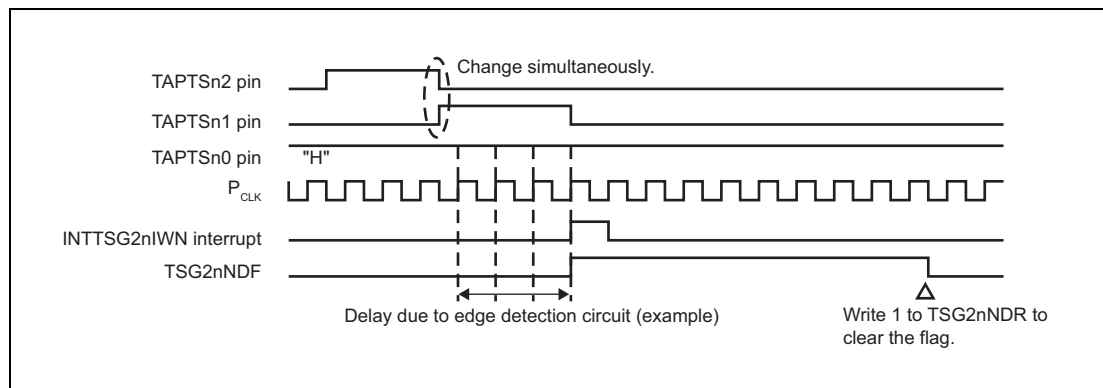 Change simultaneously.
TAPTSn2 pin
TAPTSn1 pin
TAPTSn0 pin "H"
PCLK
INTTSG2nIWN interrupt
TSG2nNDF
Delay due to edge detection circuit (example)
Write 1 to TSG2nNDR to
clear the flag.